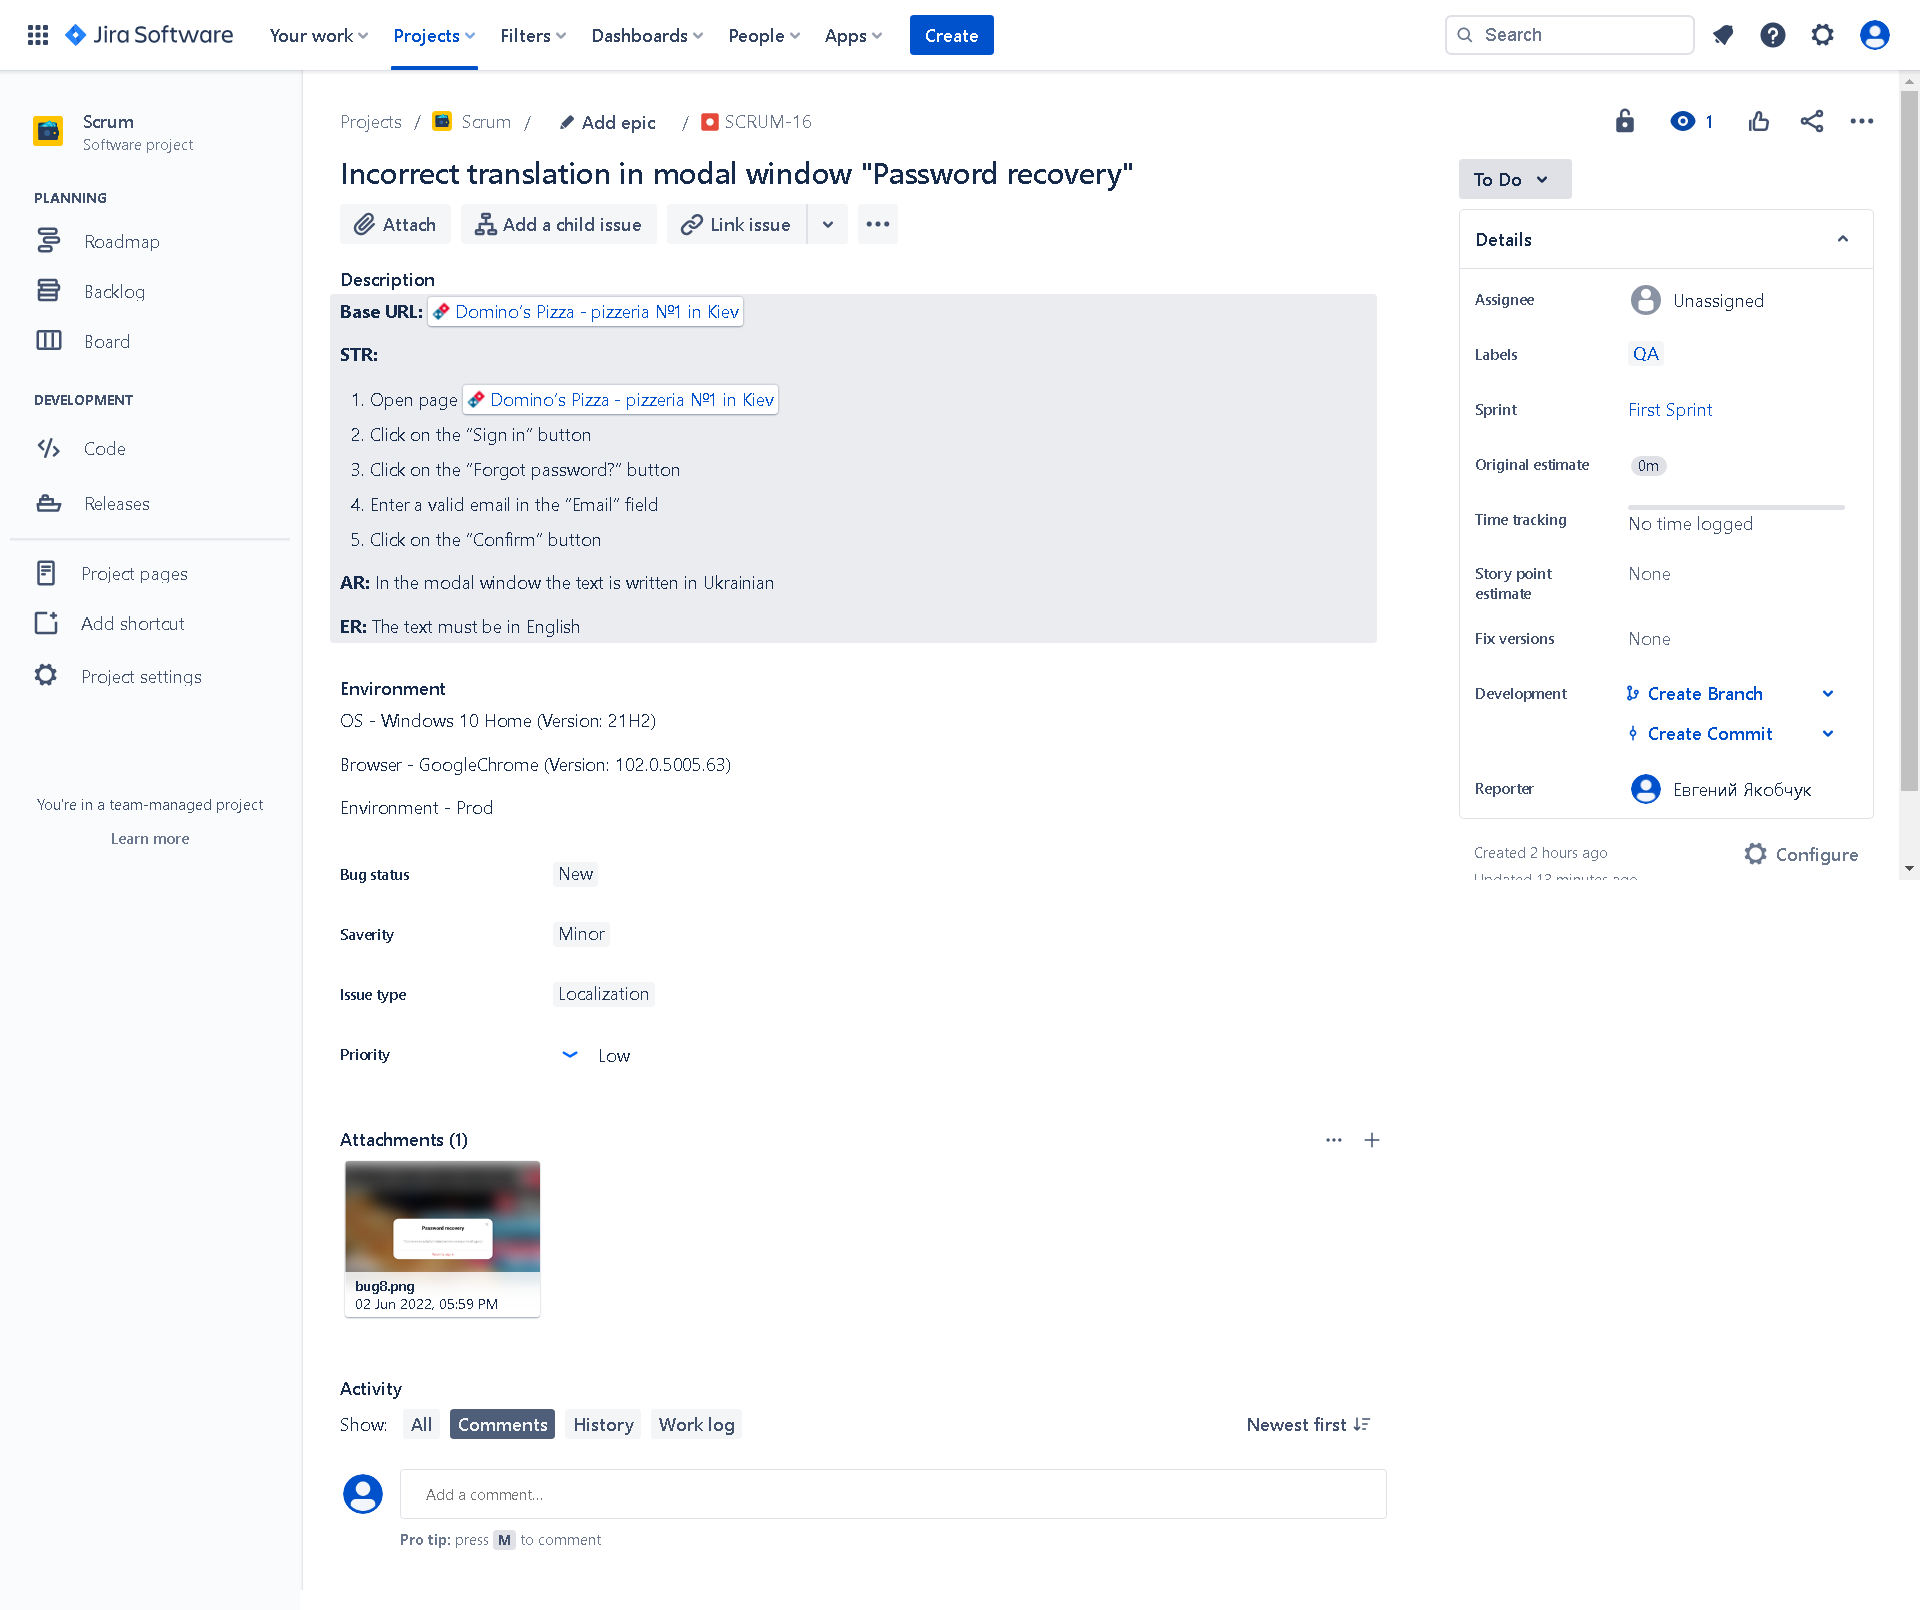 Jira Software
Your work
Projects
Filters
Dashboards
People
Apps
Create
Search
Scrum
Software project
PLANNING
Roadmap
Backlog
Board
DEVELOPMENT
Code
Releases
Project pages
Add shortcut
Project settings
You're in a team-managed project
Learn more
Projects / Scrum / Add epic / SCRUM-16
1
Incorrect translation in modal window "Password recovery"
Attach
Add a child issue
Link issue
Description
Base URL: Domino’s Pizza - pizzeria №1 in Kiev
STR:
1. Open page Domino’s Pizza - pizzeria №1 in Kiev
2. Click on the “Sign in” button
3. Click on the “Forgot password?” button
4. Enter a valid email in the “Email” field
5. Click on the “Confirm” button
AR: In the modal window the text is written in Ukrainian
ER: The text must be in English
Environment
OS - Windows 10 Home (Version: 21H2)
Browser - GoogleChrome (Version: 102.0.5005.63)
Environment - Prod
Bug status New
Saverity Minor
Issue type Localization
Priority Low
Attachments (1)
Password recovery
bug8.png
02 Jun 2022, 05:59 PM
Activity
Show: All Comments History Work log
Newest first
Add a comment...
Pro tip: press M to comment
To Do
Details
Assignee Unassigned
Labels QA
Sprint First Sprint
Original estimate 0m
Time tracking No time logged
Story point estimate None
Fix versions None
Development Create Branch
Create Commit
Reporter Евгений Якобчук
Created 2 hours ago
Configure
Updated 13 minutes ago